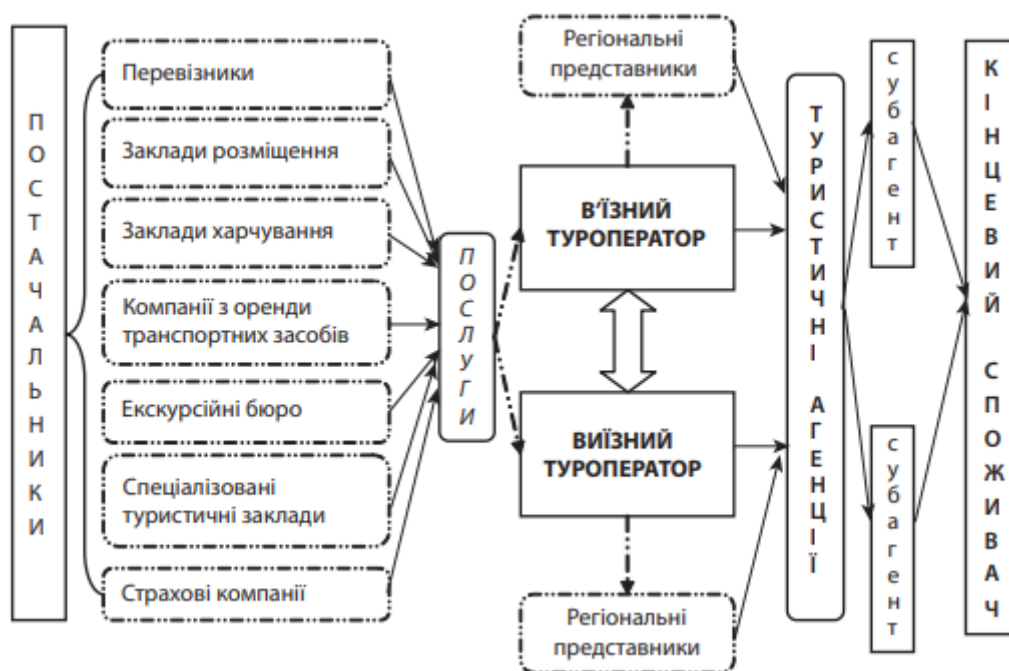 ПОСТАЧАЛЬНИКИ
Перевізники
Заклади розміщення
Заклади харчування
Компанії з оренди
транспортних засобів
Екскурсійні бюро
Спеціалізовані
туристичні заклади
Страхові компанії
ПОСЛУГИ
Регіональні
представники
В’ЇЗНИЙ
ТУРОПЕРАТОР
ВИЇЗНИЙ
ТУРОПЕРАТОР
Регіональні
представники
ТУРИСТИЧНІ АГЕНЦІЇ
субагент
субагент
КІНЦЕВИЙ СПОЖИВАЧ